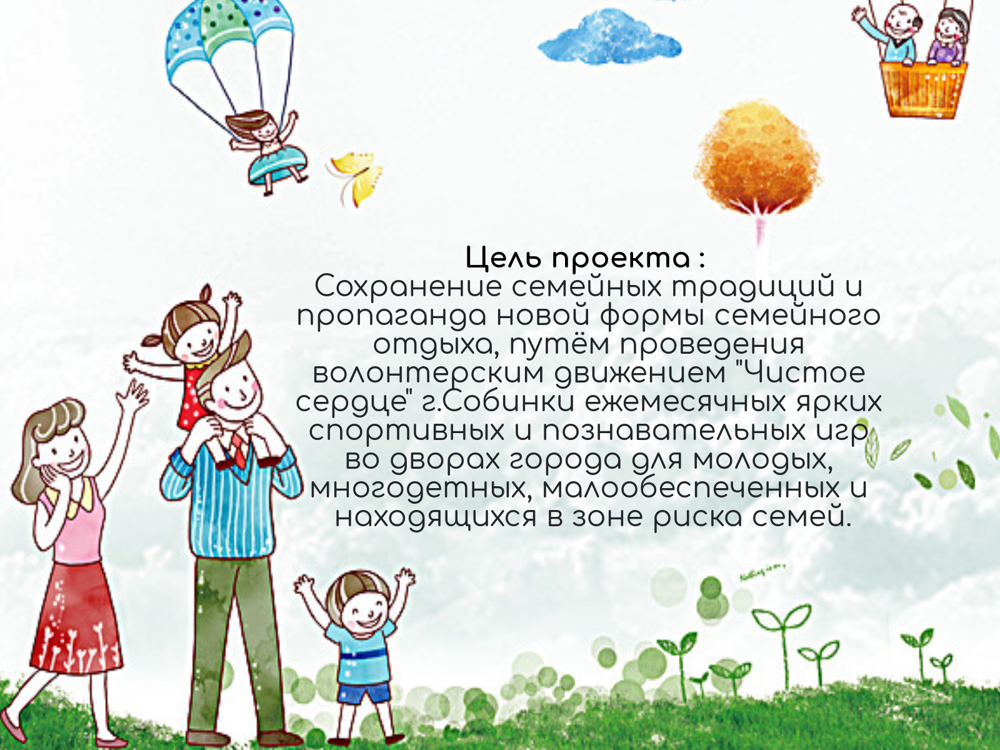 Цель проекта :
Сохранение семейных традиций и
пропаганда новой формы семейного
отдыха, путём проведения
волонтерским движением "Чистое
сердце" г.Собинки ежемесячных ярких
спортивных и познавательных игр
во дворах города для молодых,
многодетных, малообеспеченных и
находящихся в зоне риска семей.